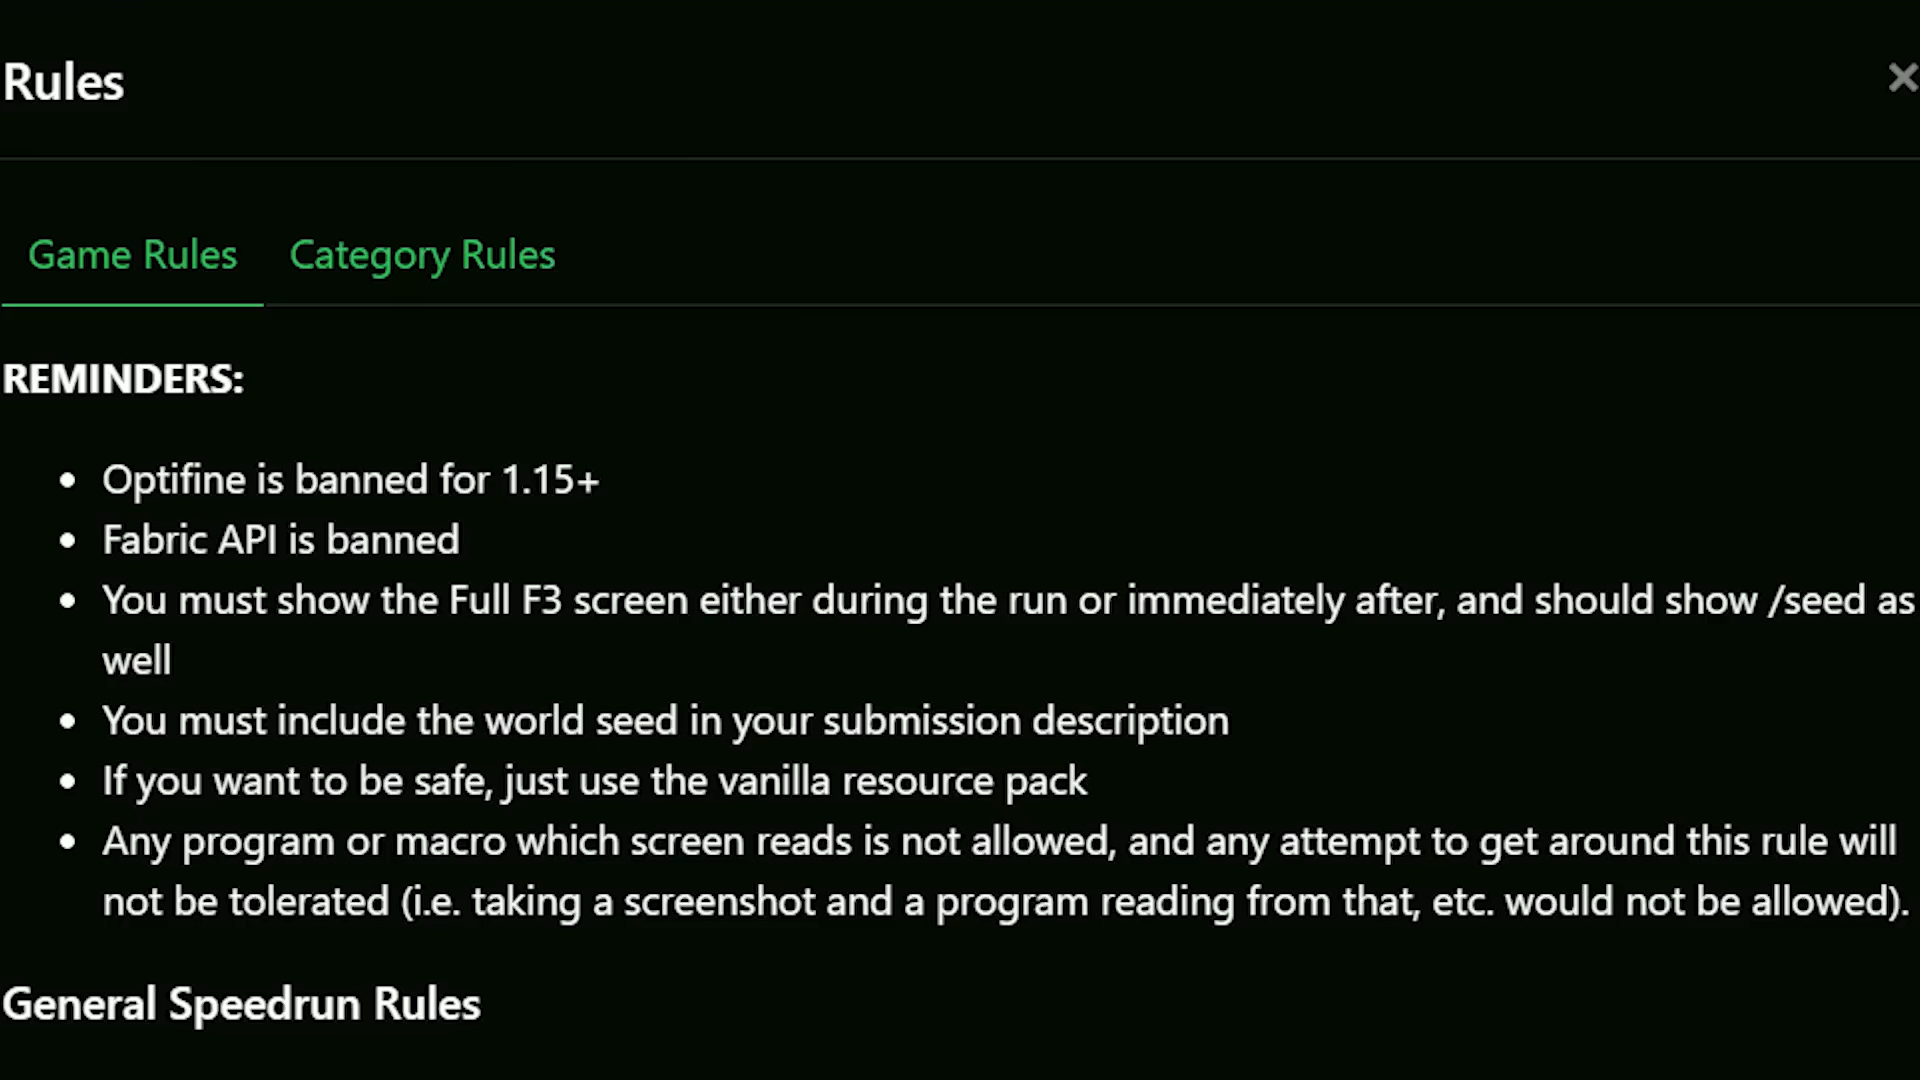 Rules
Game Rules
Category Rules
REMINDERS:
Optifine is banned for 1.15+
Fabric API is banned
You must show the Full F3 screen either during the run or immediately after, and should show /seed as
well
You must include the world seed in your submission description
If you want to be safe, just use the vanilla resource pack
Any program or macro which screen reads is not allowed, and any attempt to get around this rule will
not be tolerated (i.e. taking a screenshot and a program reading from that, etc. would not be allowed).
General Speedrun Rules